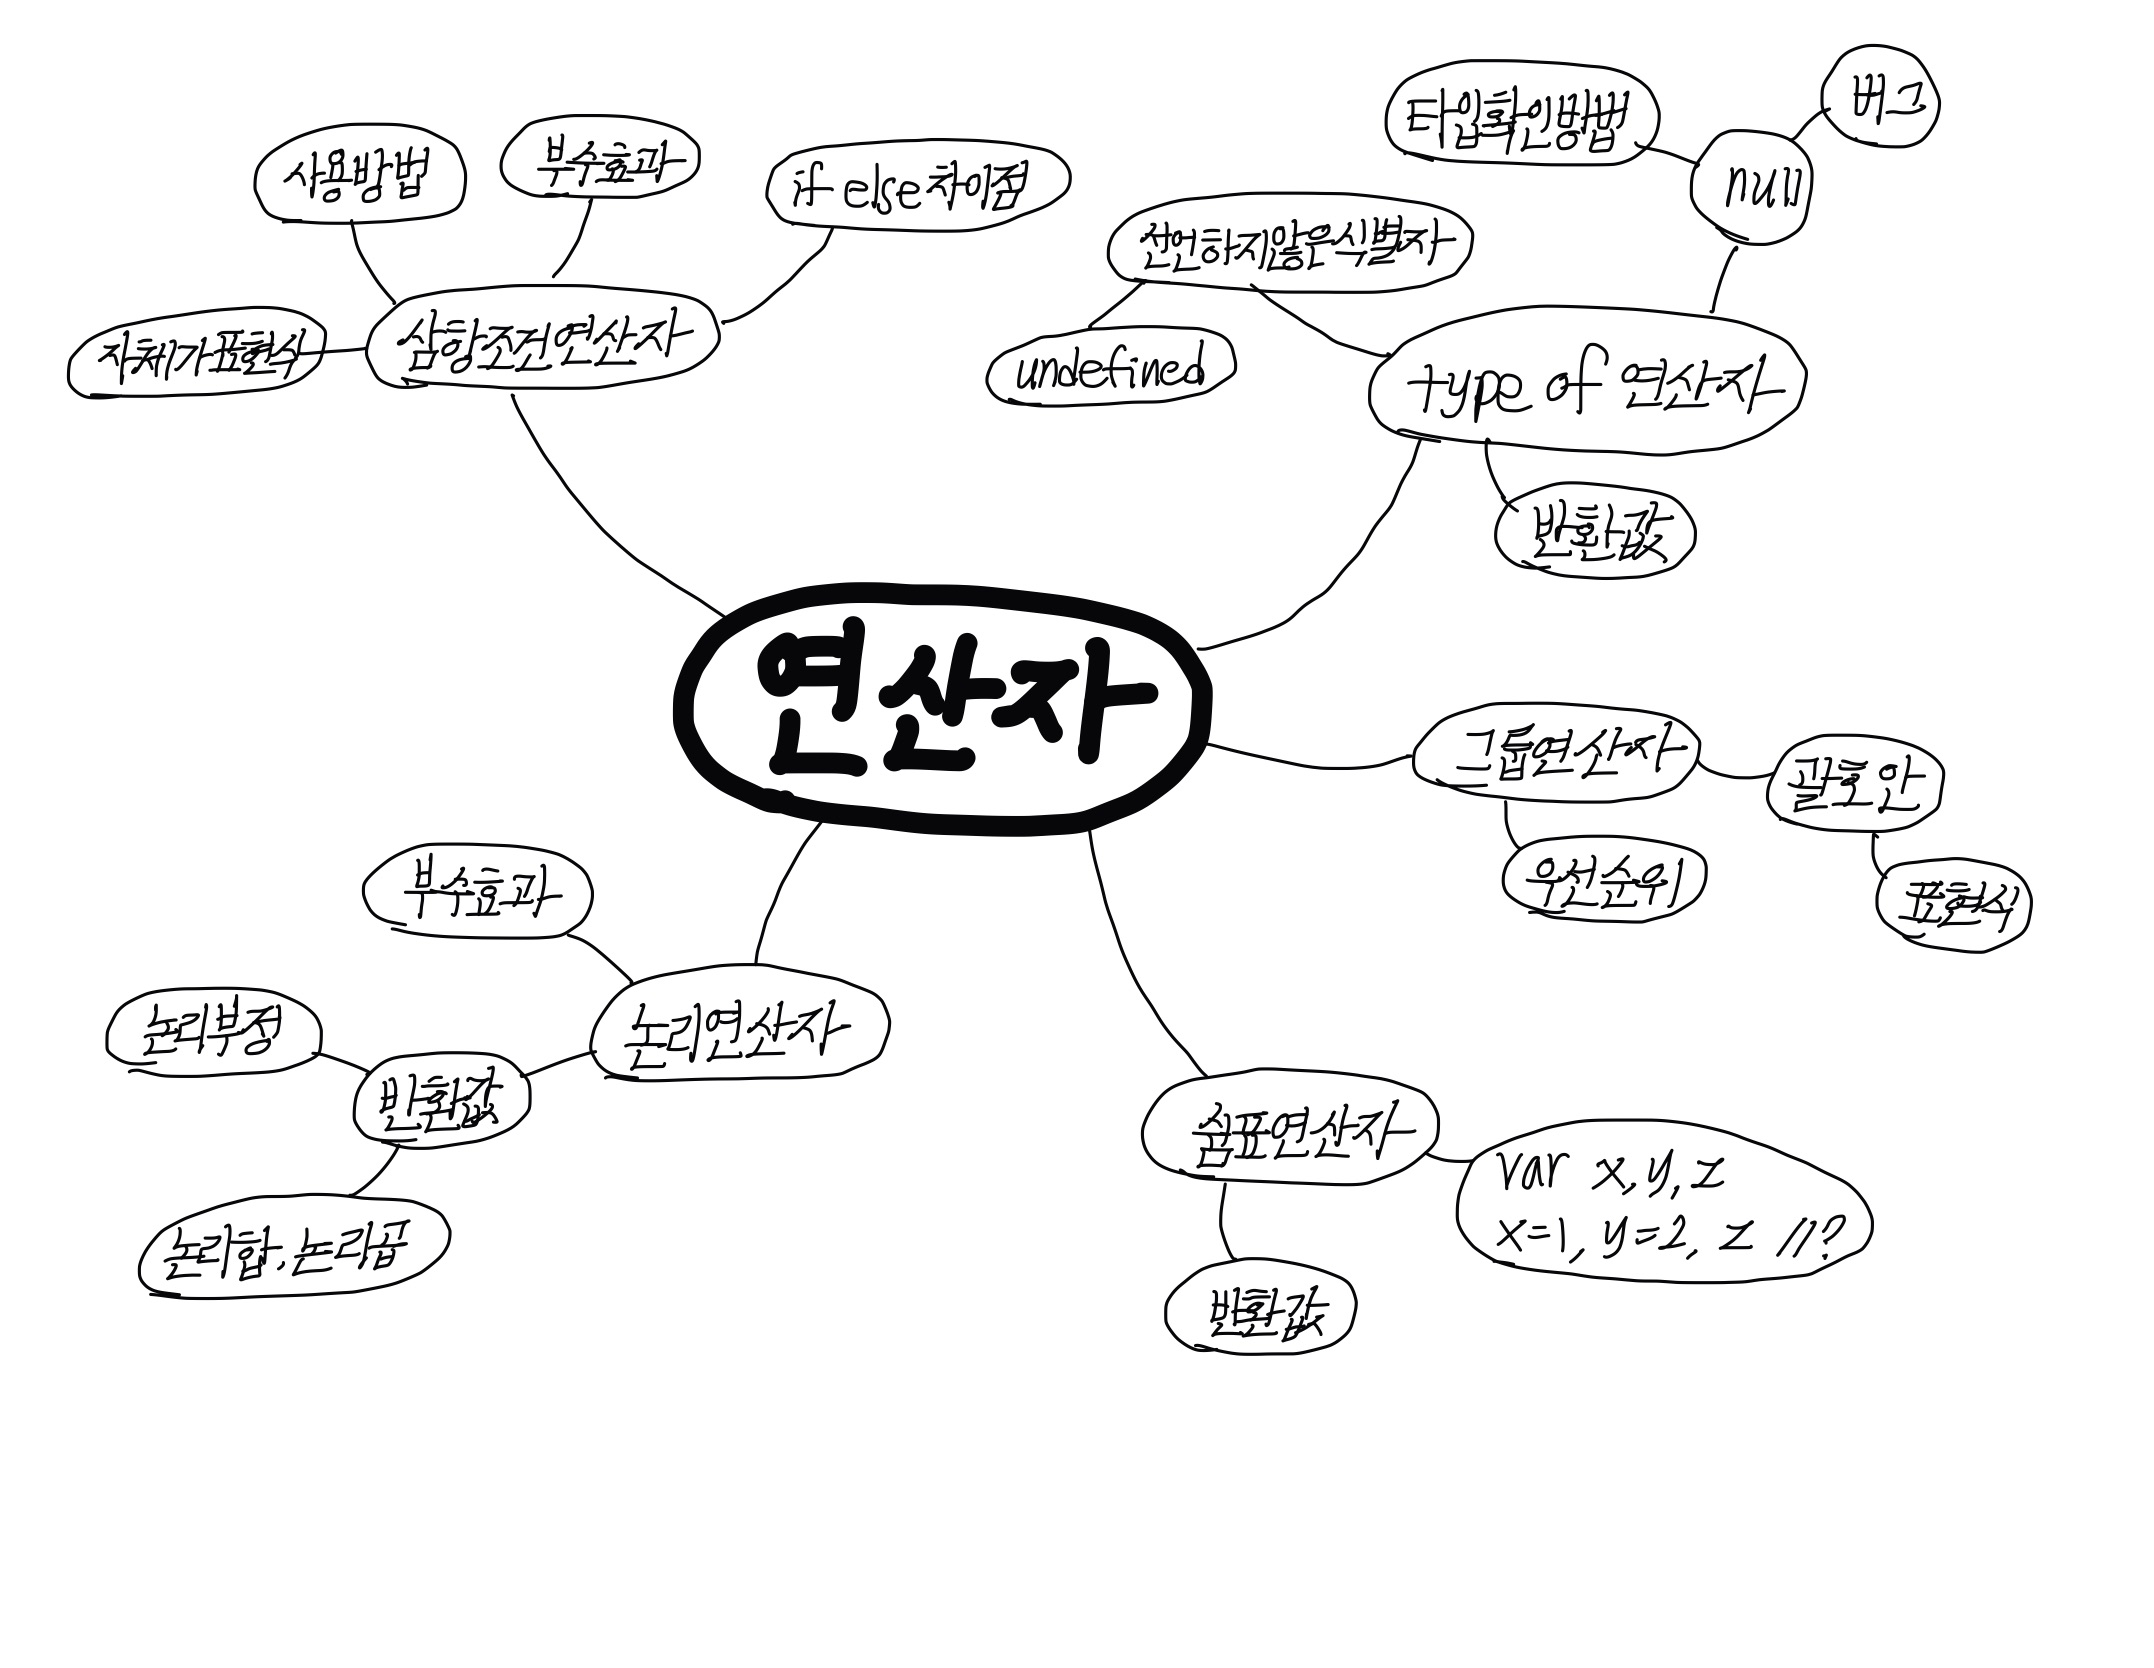 사용방법
부수효과
if else차이점
타입확인방법
버그
null
선언하지않은식별자
자체가표현식
삼항조건연산자
undefined
type of 연산자
반환값
연산자
그룹연산자
괄호 안
우선순위
표현식
부수효과
논리연산자
논리부정
반환값
쉼표연산자
var x, y, z
x=1, y=2, z //?
논리합, 논리곱
반환값